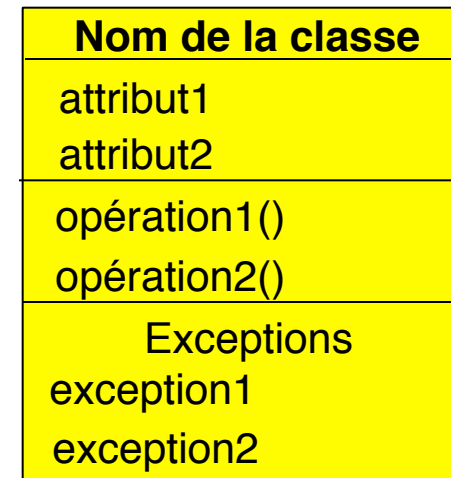 Nom de la classe
attribut1
attribut2
opération1()
opération2()
Exceptions
exception1
exception2